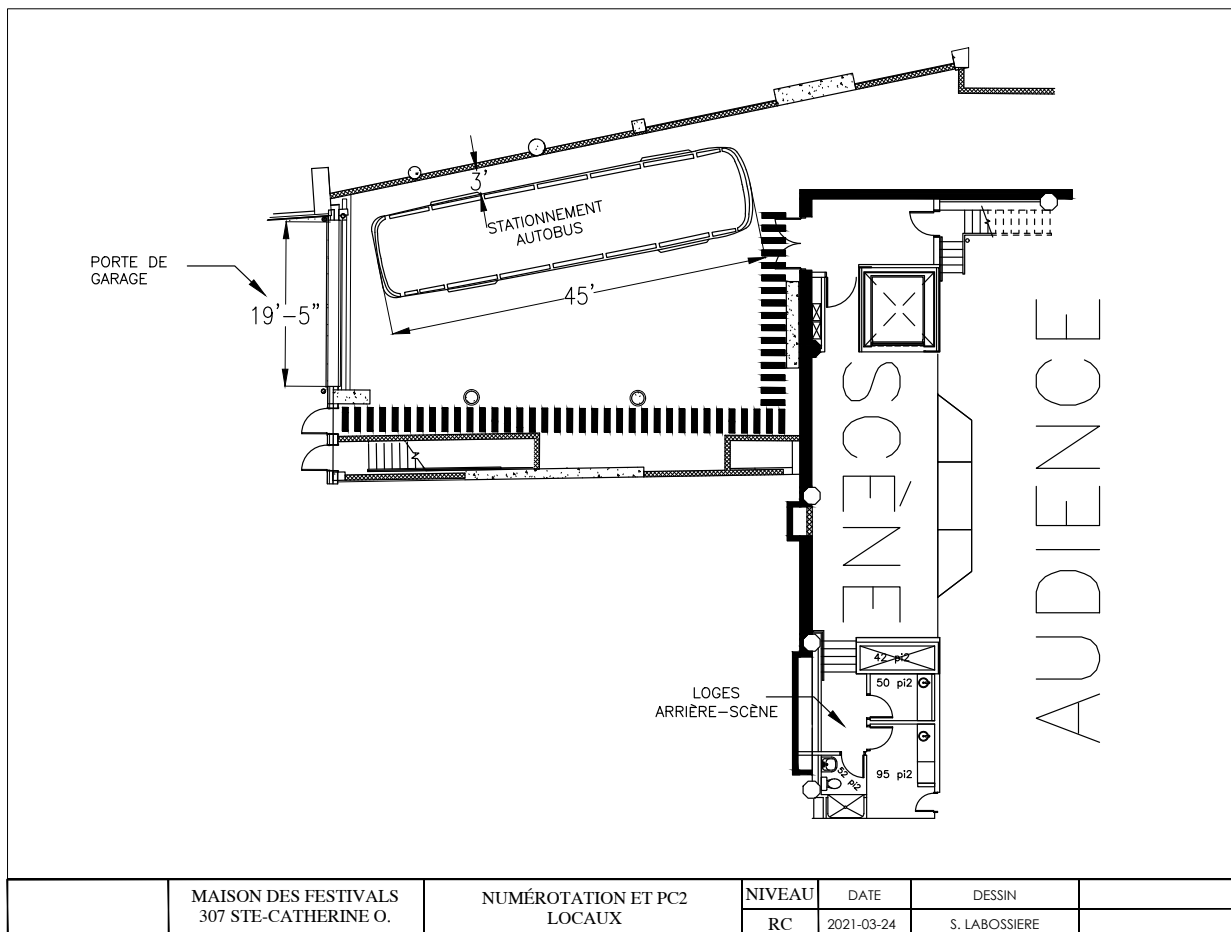 3'
STATIONNEMENT
AUTOBUS
PORTE DE
GARAGE
19'-5"
45'
SCÈNE
AUDIENCE
42 pi2
50 pi2
LOGES
ARRIÈRE-SCÈNE
52 pi2
95 pi2
MAISON DES FESTIVALS
307 STE-CATHERINE O.
NUMÉROTATION ET PC2
LOCAUX
NIVEAU
DATE
DESSIN
RC
2021-03-24
S. LABOSSIERE